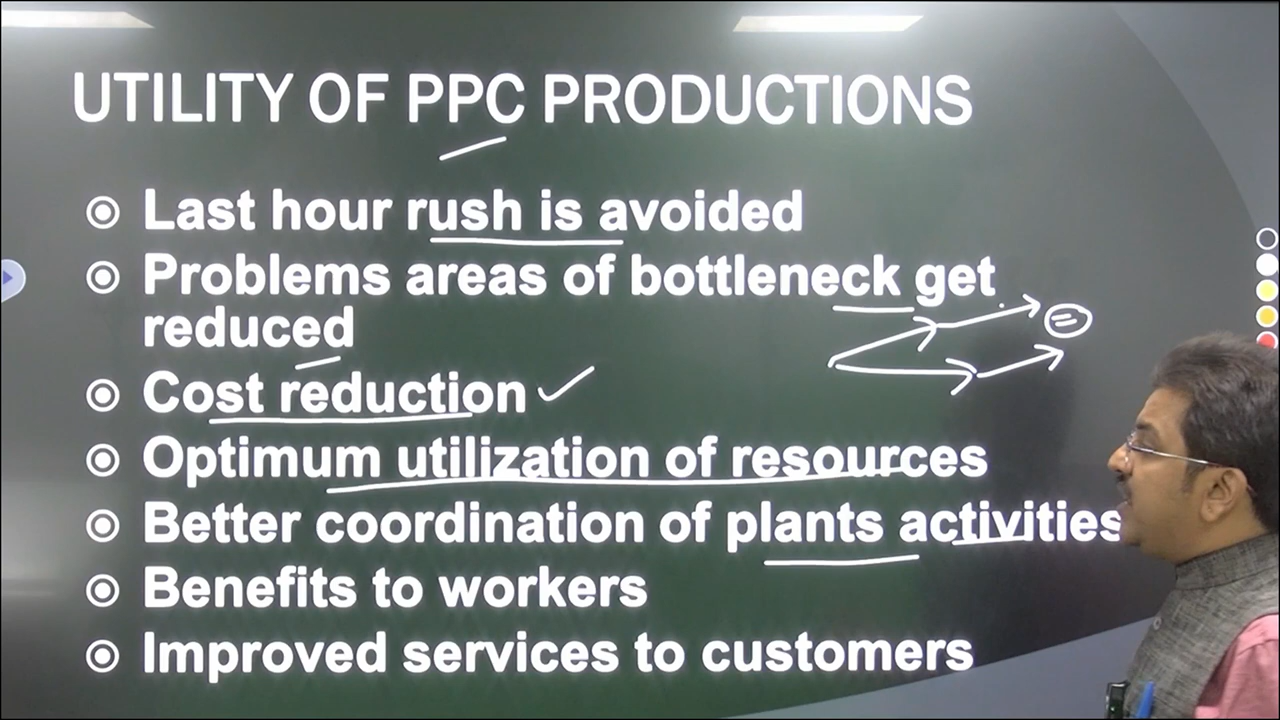 UTILITY OF PPC PRODUCTIONS
Last hour rush is avoided
Problems areas of bottleneck get
reduced
Cost reduction
Optimum utilization of resources
Better coordination of plants activities
Benefits to workers
Improved services to customers